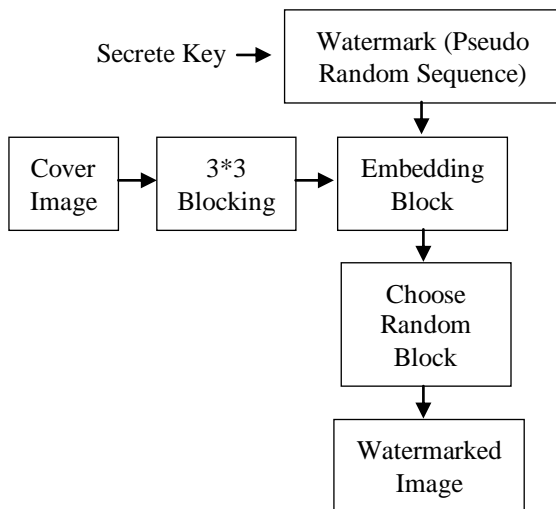 Watermark (Pseudo
Random Sequence)
Secrete Key
Cover
Image
3*3
Blocking
Embedding
Block
Choose
Random
Block
Watermarked
Image